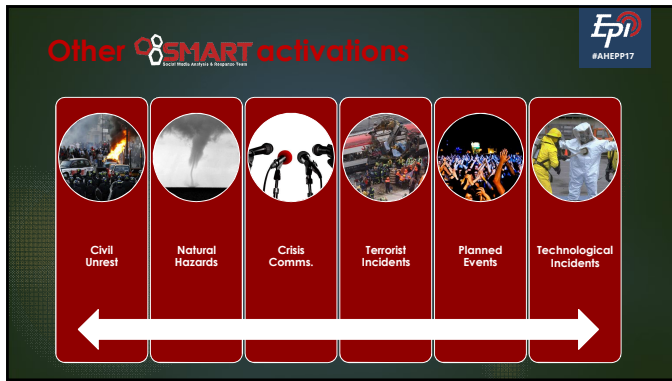 Other SMART activations
Social Media Analysis & Response Team
Epi
#AHEPP17
Civil
Unrest
Natural
Hazards
Crisis
Comms.
Terrorist
Incidents
Planned
Events
Technological
Incidents